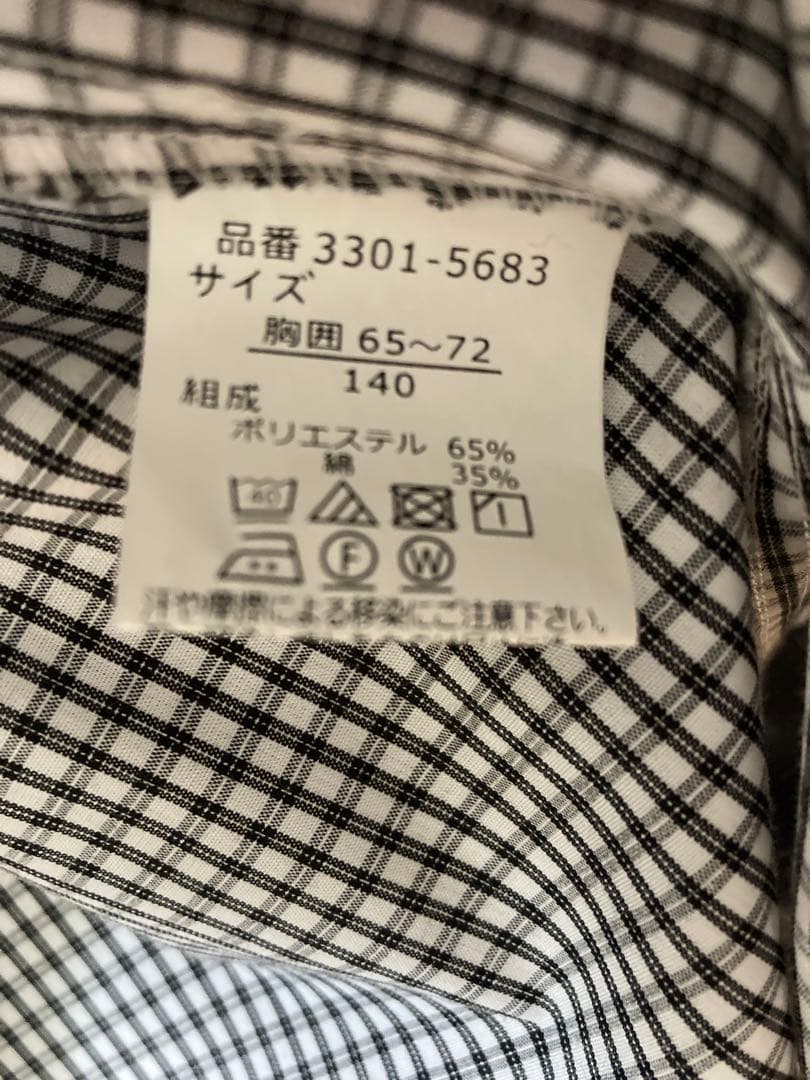 品番 3301-5683
サイズ
胸囲 65～72
140
組成
ポリエステル 65%
綿 35%
40
F W
汗や摩擦による移染にご注意下さい。